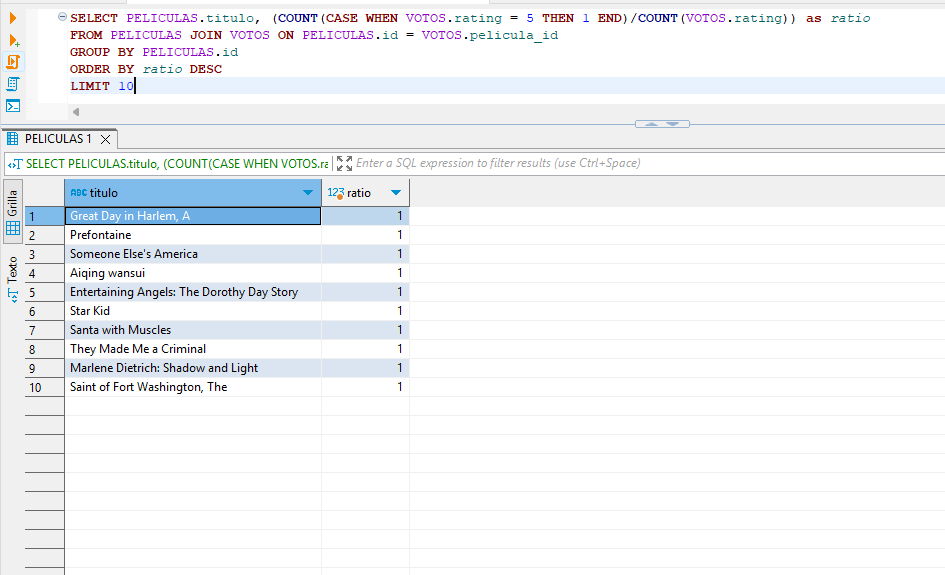 SELECT PELICULAS.titulo, (COUNT(CASE WHEN VOTOS.rating = 5 THEN 1 END)/COUNT(VOTOS.rating)) as ratio
FROM PELICULAS JOIN VOTOS ON PELICULAS.id = VOTOS.pelicula_id
GROUP BY PELICULAS.id
ORDER BY ratio DESC
LIMIT 10
PELICULAS 1
SELECT PELICULAS.titulo, (COUNT(CASE WHEN VOTOS.ra
Enter a SQL expression to filter results (use Ctrl+Space)
Grilla
Texto
ABC titulo 123 ratio
1 Great Day in Harlem, A 1
2 Prefontaine 1
3 Someone Else's America 1
4 Aiqing wansui 1
5 Entertaining Angels: The Dorothy Day Story 1
6 Star Kid 1
7 Santa with Muscles 1
8 They Made Me a Criminal 1
9 Marlene Dietrich: Shadow and Light 1
10 Saint of Fort Washington, The 1